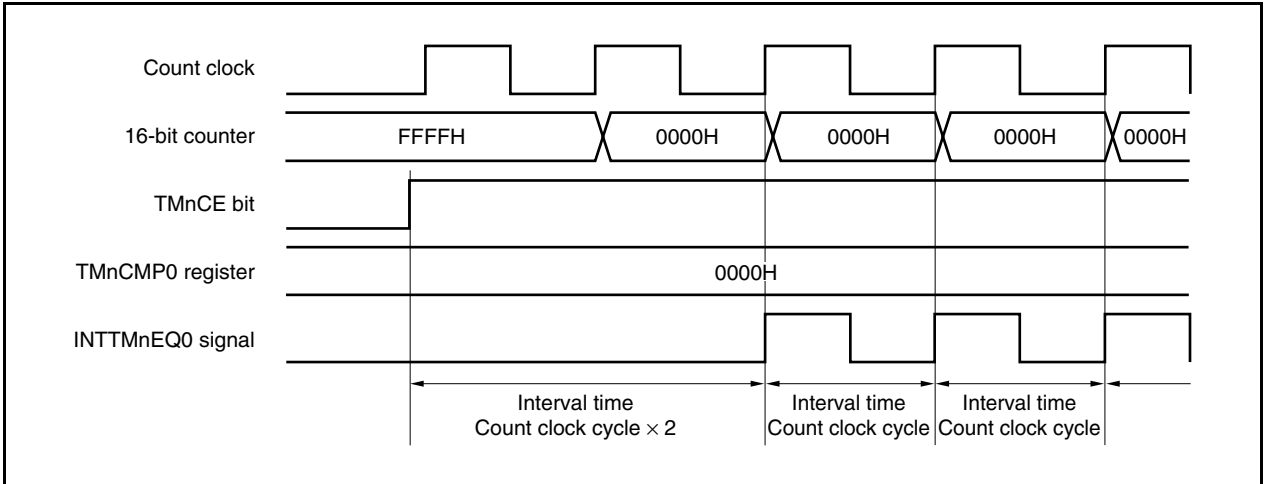 Count clock
16-bit counter
FFFFH
0000H
0000H
0000H
0000H
TMnCE bit
TMnCMP0 register
0000H
INTTMnEQ0 signal
Interval time
Count clock cycle × 2
Interval time
Count clock cycle
Interval time
Count clock cycle